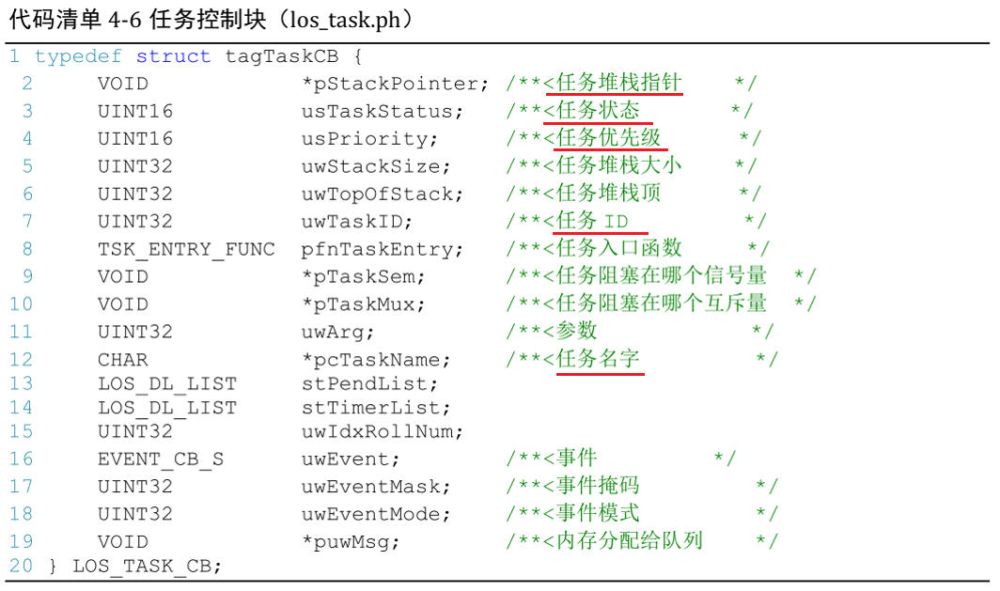 代码清单 4-6 任务控制块（los_task.ph）
1 typedef struct tagTaskCB {
2 VOID *pStackPointer; /**<任务堆栈指针 */
3 UINT16 usTaskStatus; /**<任务状态 */
4 UINT16 usPriority; /**<任务优先级 */
5 UINT32 uwStackSize; /**<任务堆栈大小 */
6 UINT32 uwTopOfStack; /**<任务堆栈顶 */
7 UINT32 uwTaskID; /**<任务 ID */
8 TSK_ENTRY_FUNC pfnTaskEntry; /**<任务入口函数 */
9 VOID *pTaskSem; /**<任务阻塞在哪个信号量 */
10 VOID *pTaskMux; /**<任务阻塞在哪个互斥量 */
11 UINT32 uwArg; /**<参数 */
12 CHAR *pcTaskName; /**<任务名字 */
13 LOS_DL_LIST stPendList;
14 LOS_DL_LIST stTimerList;
15 UINT32 uwIdxRollNum;
16 EVENT_CB_S uwEvent; /**<事件 */
17 UINT32 uwEventMask; /**<事件掩码 */
18 UINT32 uwEventMode; /**<事件模式 */
19 VOID *puwMsg; /**<内存分配给队列 */
20 } LOS_TASK_CB;